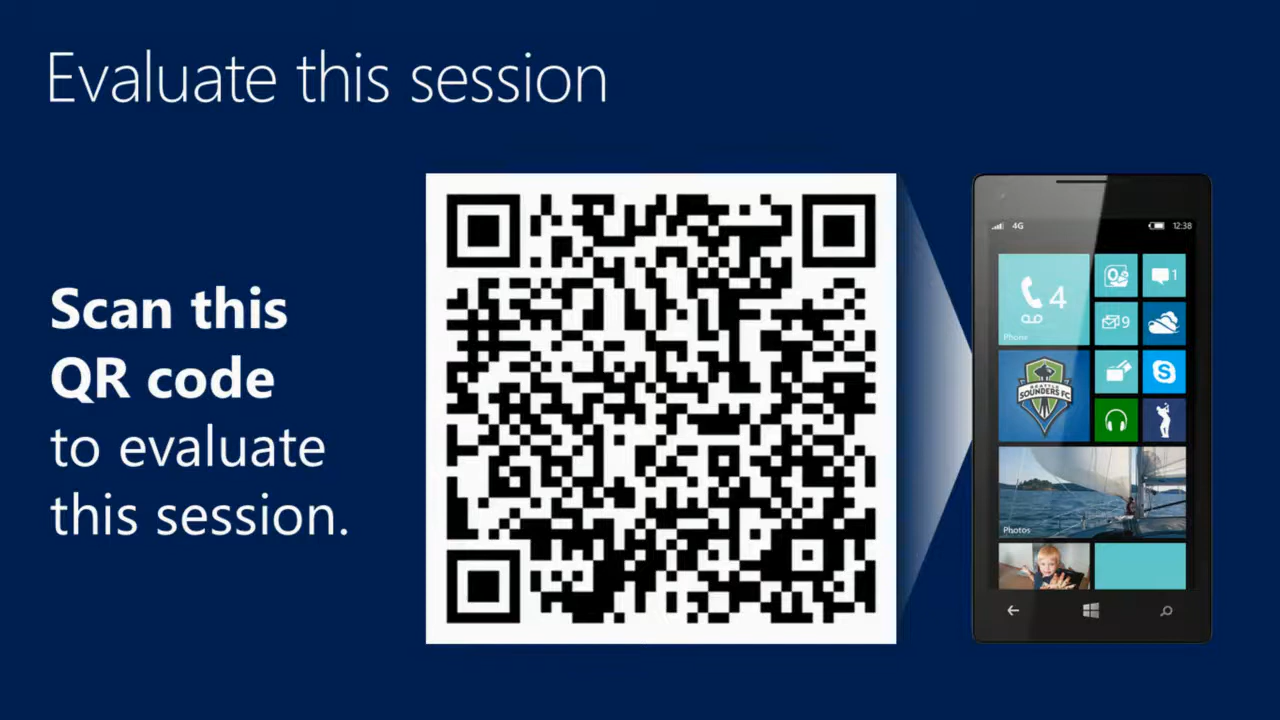 Evaluate this session
Scan this
QR code
to evaluate
this session.
4G
12:38
4
Phone
1
9
SEATTLE
SOUNDERS FC
Photos